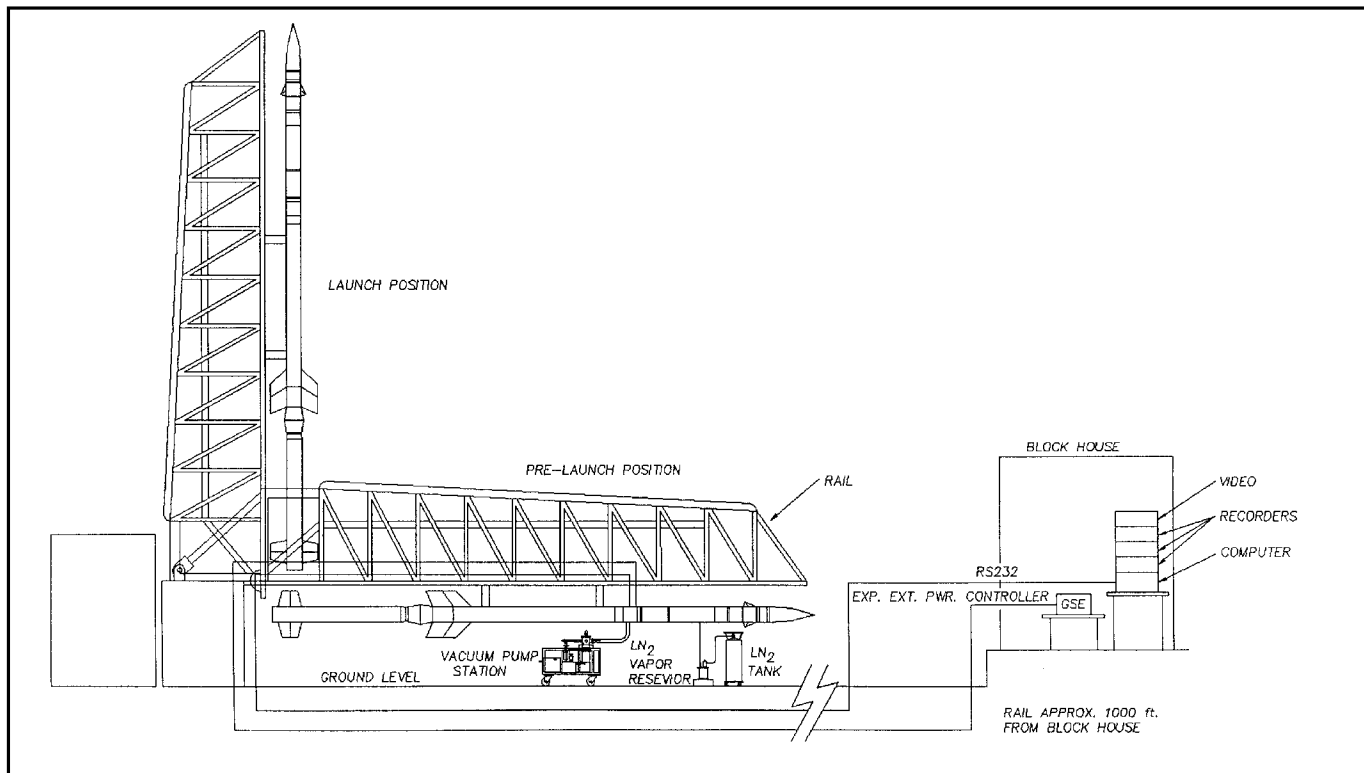 LAUNCH POSITION
PRE-LAUNCH POSITION
RAIL
BLOCK HOUSE
VIDEO
RECORDERS
COMPUTER
RS232
EXP. EXT. PWR. CONTROLLER
GSE
VACUUM PUMP
STATION
LN2
VAPOR
RESEVIOR
LN2
TANK
GROUND LEVEL
RAIL APPROX. 1000 ft.
FROM BLOCK HOUSE